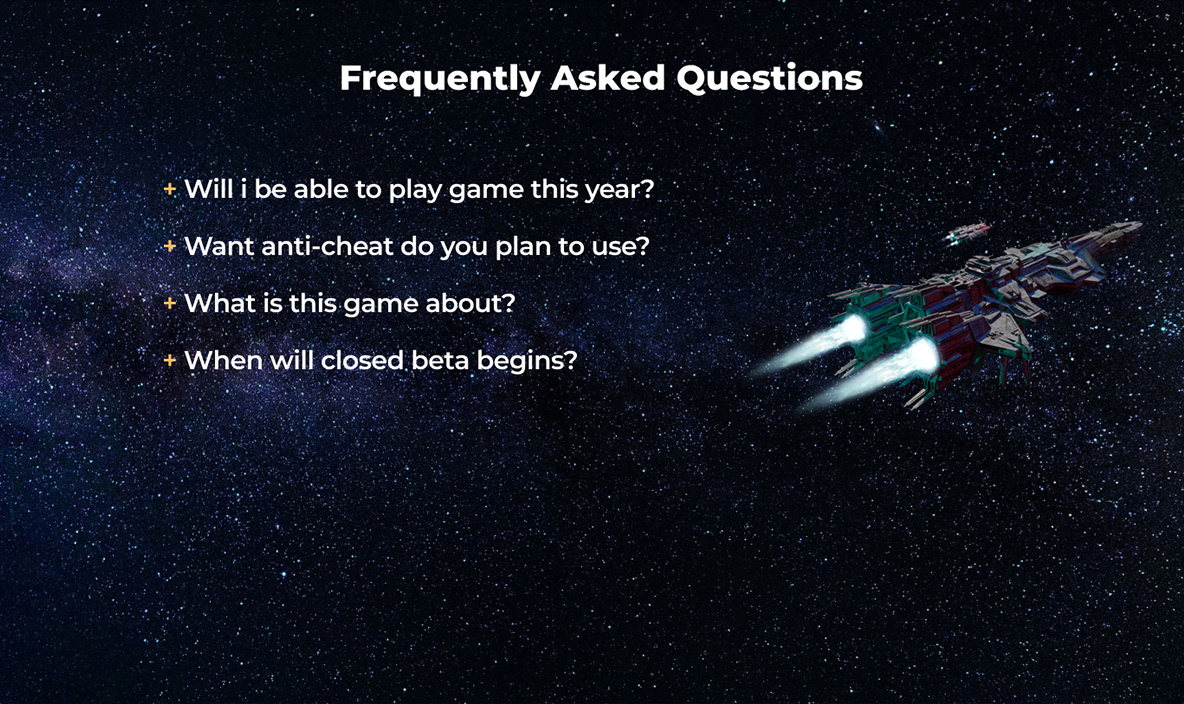 Frequently Asked Questions
+ Will i be able to play game this year?
+ Want anti-cheat do you plan to use?
+ What is this game about?
+ When will closed beta begins?